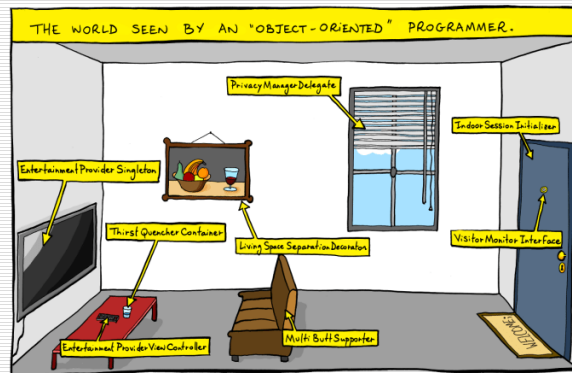 THE WORLD SEEN BY AN "OBJECT-ORIENTED" PROGRAMMER.
Privacy Manager Delegate
Indoor Session Initializer
Entertainment Provider Singleton
Thirst Quencher Container
Living Space Separation Decorator
Visitor Monitor Interface
Entertainment Provider View Controller
Multi Butt Supporter
WELCOME!